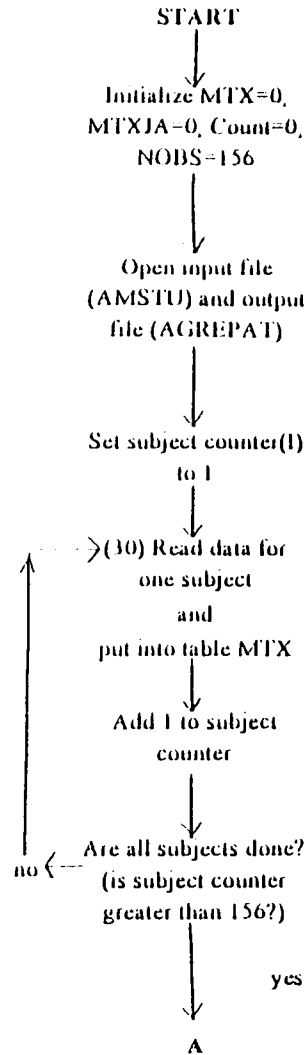 START
Initialize MTX=0,
MTXJA=0, Count=0,
NOBS=156
Open input file
(AMSTU) and output
file (AGREPAT)
Set subject counter(I)
to 1
(30) Read data for
one subject
and
put into table MTX
Add 1 to subject
counter
Are all subjects done?
no
(is subject counter
greater than 156?)
yes
A